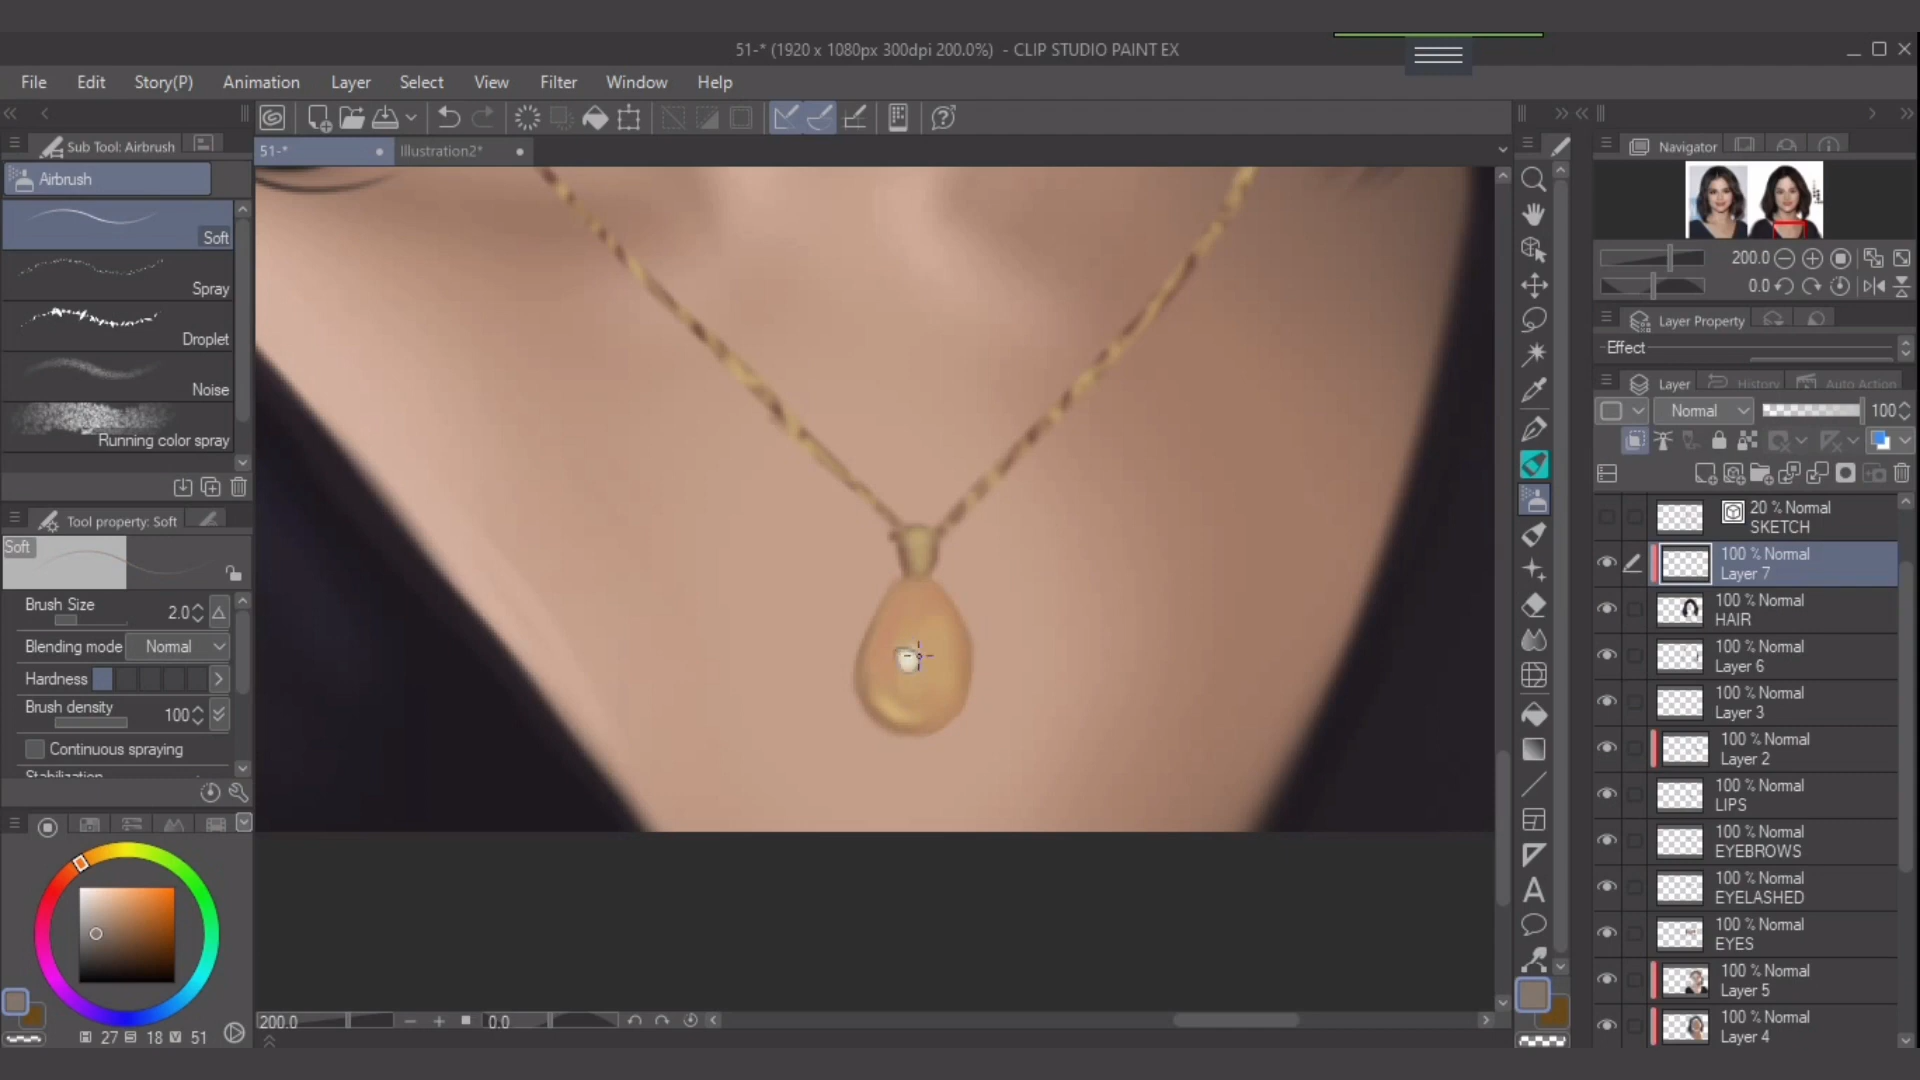 51-* (1920 x 1080px 300dpi 200.0%)  - CLIP STUDIO PAINT EX
File Edit Story(P) Animation Layer Select View Filter Window Help
Sub Tool: Airbrush
51-* Illustration2*
Navigator
Airbrush
Soft
Spray
Droplet
Noise
Running color spray
200.0
0.0
Layer Property
Effect
Layer History Auto Action
Normal 100
20 % Normal
SKETCH
100 % Normal
Layer 7
100 % Normal
HAIR
100 % Normal
Layer 6
100 % Normal
Layer 3
100 % Normal
Layer 2
100 % Normal
LIPS
100 % Normal
EYEBROWS
100 % Normal
EYELASHED
100 % Normal
EYES
100 % Normal
Layer 5
100 % Normal
Layer 4
Tool property: Soft
Soft
Brush Size 2.0
Blending mode Normal
Hardness
Brush density 100
Continuous spraying
Stabilization
H 27 S 18 V 51
200.0 0.0